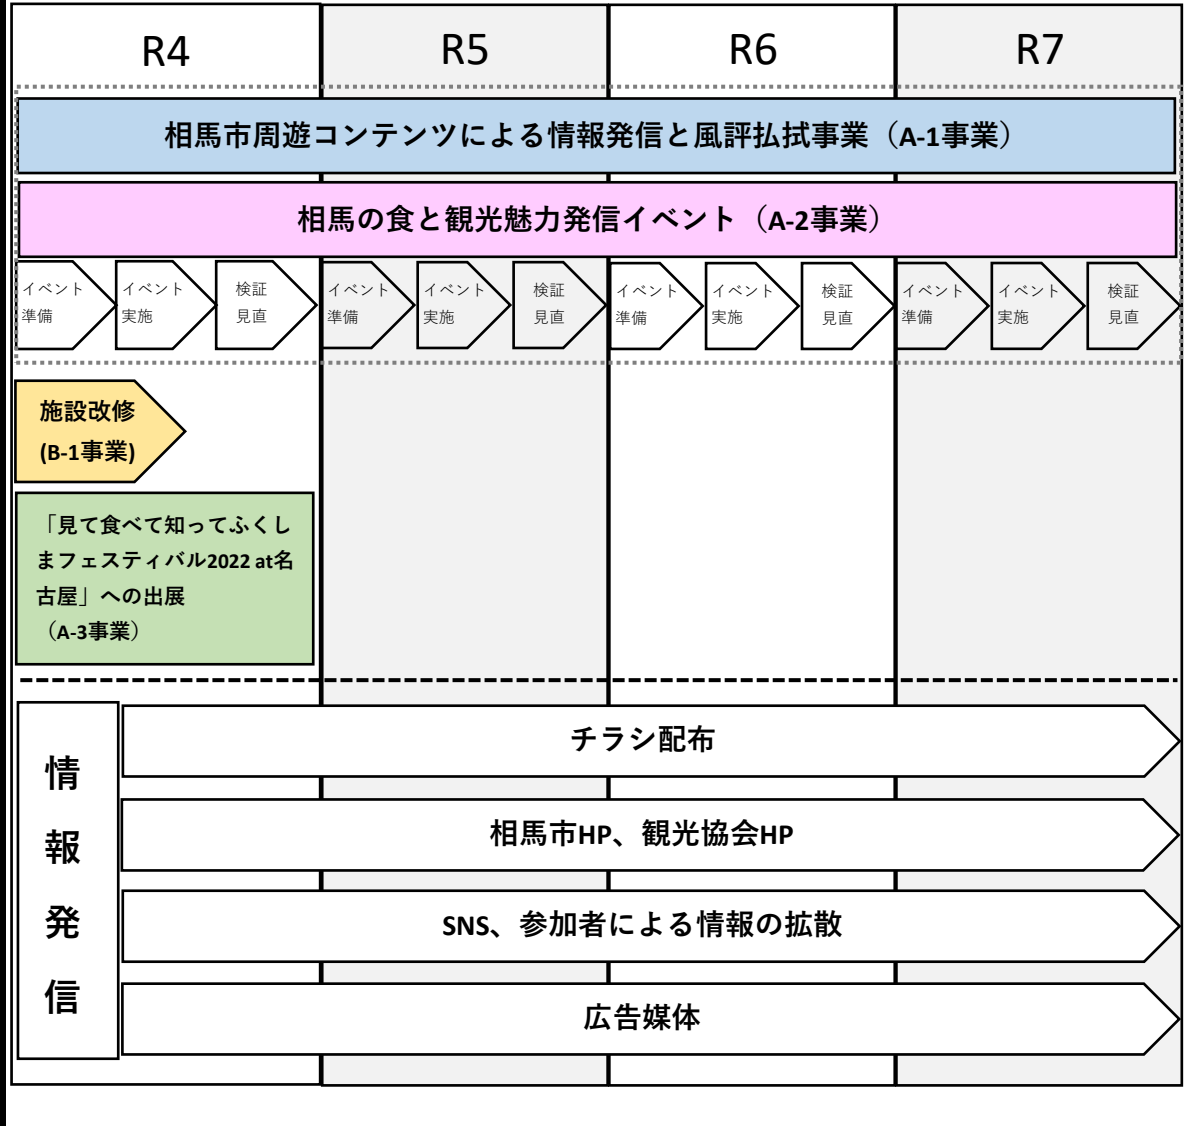 R4
R5
R6
R7
相馬市周遊コンテンツによる情報発信と風評払拭事業（A-1事業）
相馬の食と観光魅力発信イベント（A-2事業）
イベント
準備
イベント
実施
検証
見直
イベント
準備
イベント
実施
検証
見直
イベント
準備
イベント
実施
検証
見直
イベント
準備
イベント
実施
検証
見直
施設改修
(B-1事業)
「見て食べて知ってふくし
まフェスティバル2022 at名
古屋」への出展
（A-3事業）
情報発信
チラシ配布
相馬市HP、観光協会HP
SNS、参加者による情報の拡散
広告媒体